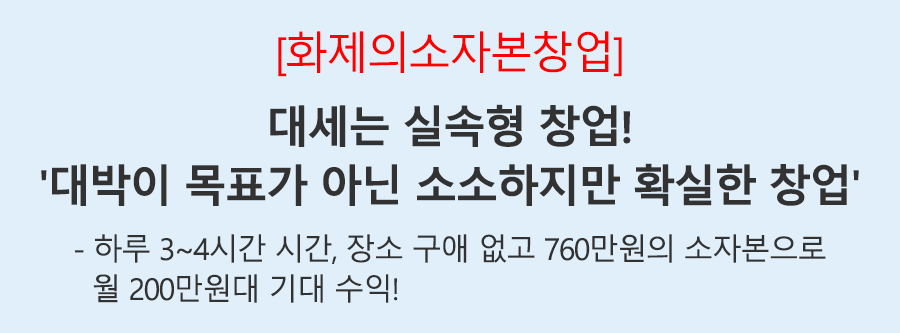 [화제의소자본창업]
대세는 실속형 창업!
'대박이 목표가 아닌 소소하지만 확실한 창업'
- 하루 3~4시간 시간, 장소 구애 없고 760만원의 소자본으로
월 200만원대 기대 수익!